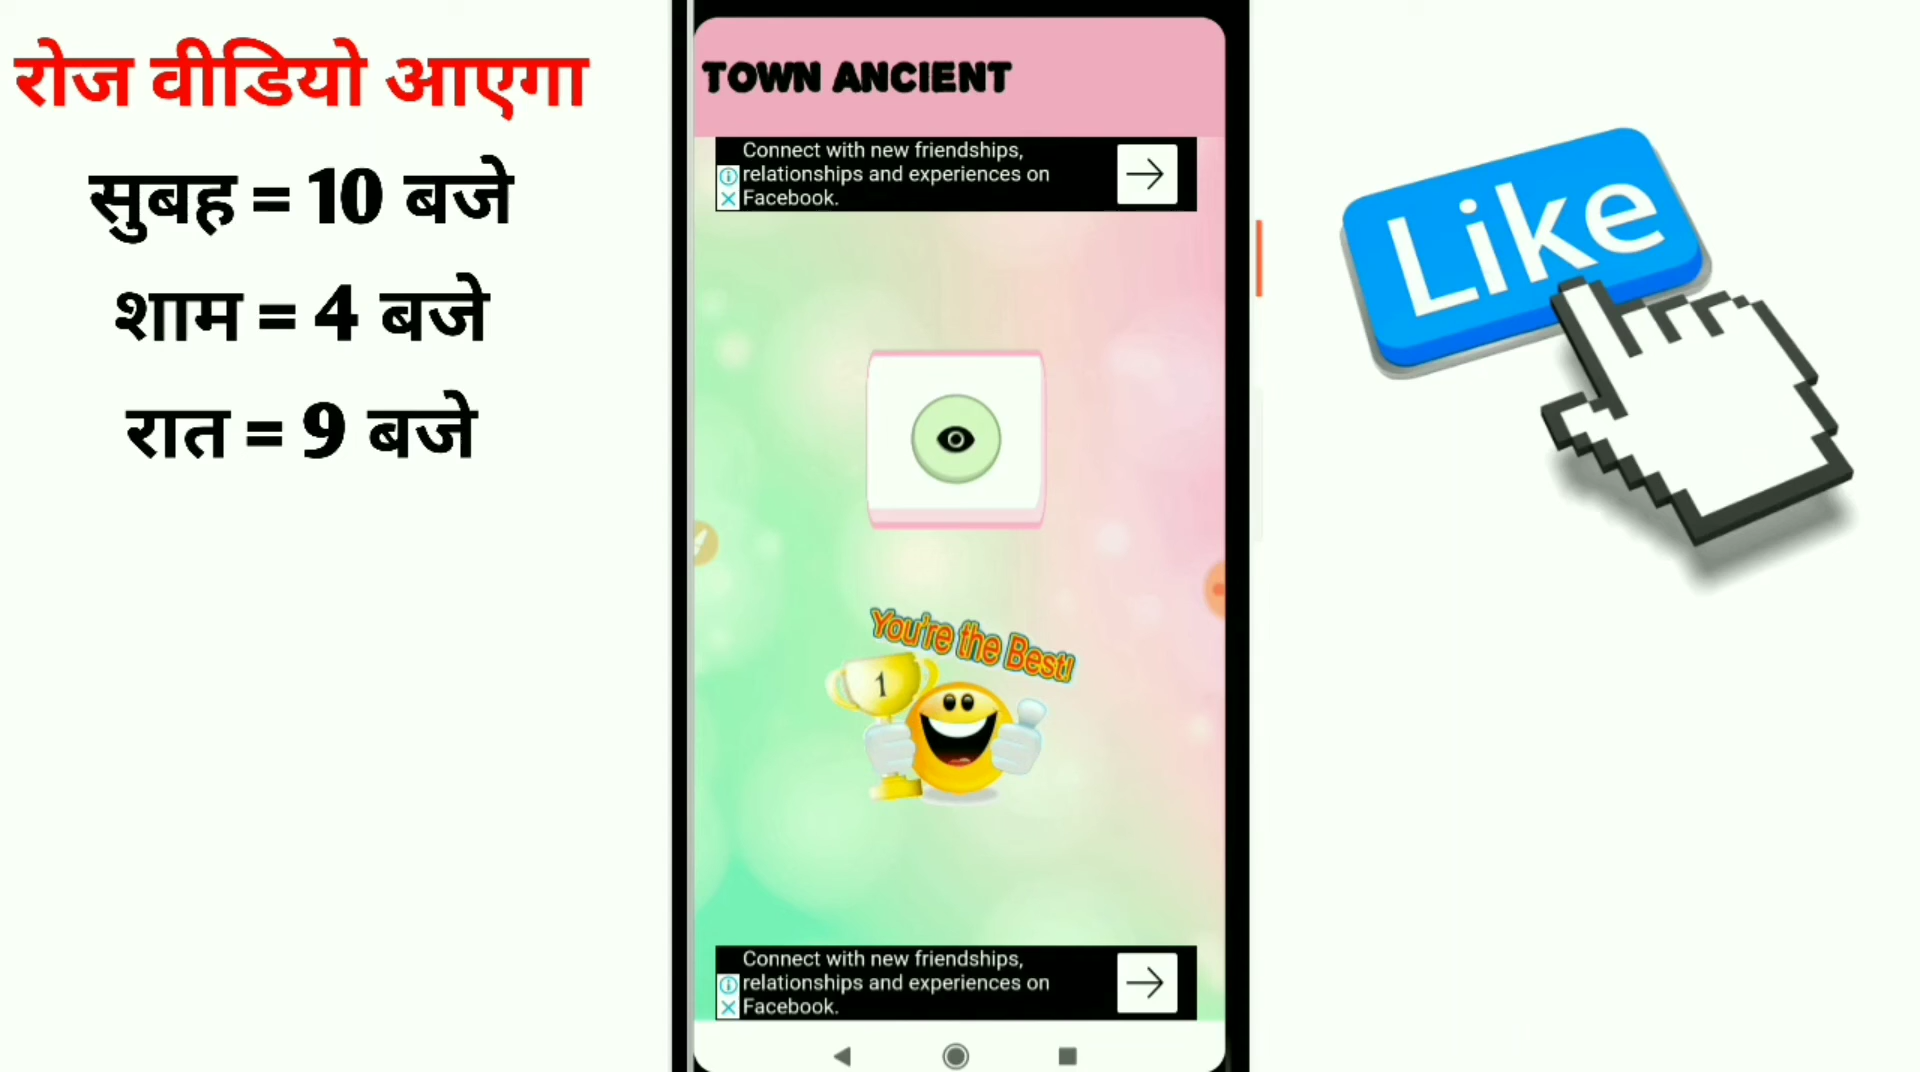 रोज वीडियो आएगा
सुबह = 10 बजे
शाम = 4 बजे
रात = 9 बजे
TOWN ANCIENT
Connect with new friendships,
relationships and experiences on
Facebook.
You're the Best!
1
Connect with new friendships,
relationships and experiences on
Facebook.
Like